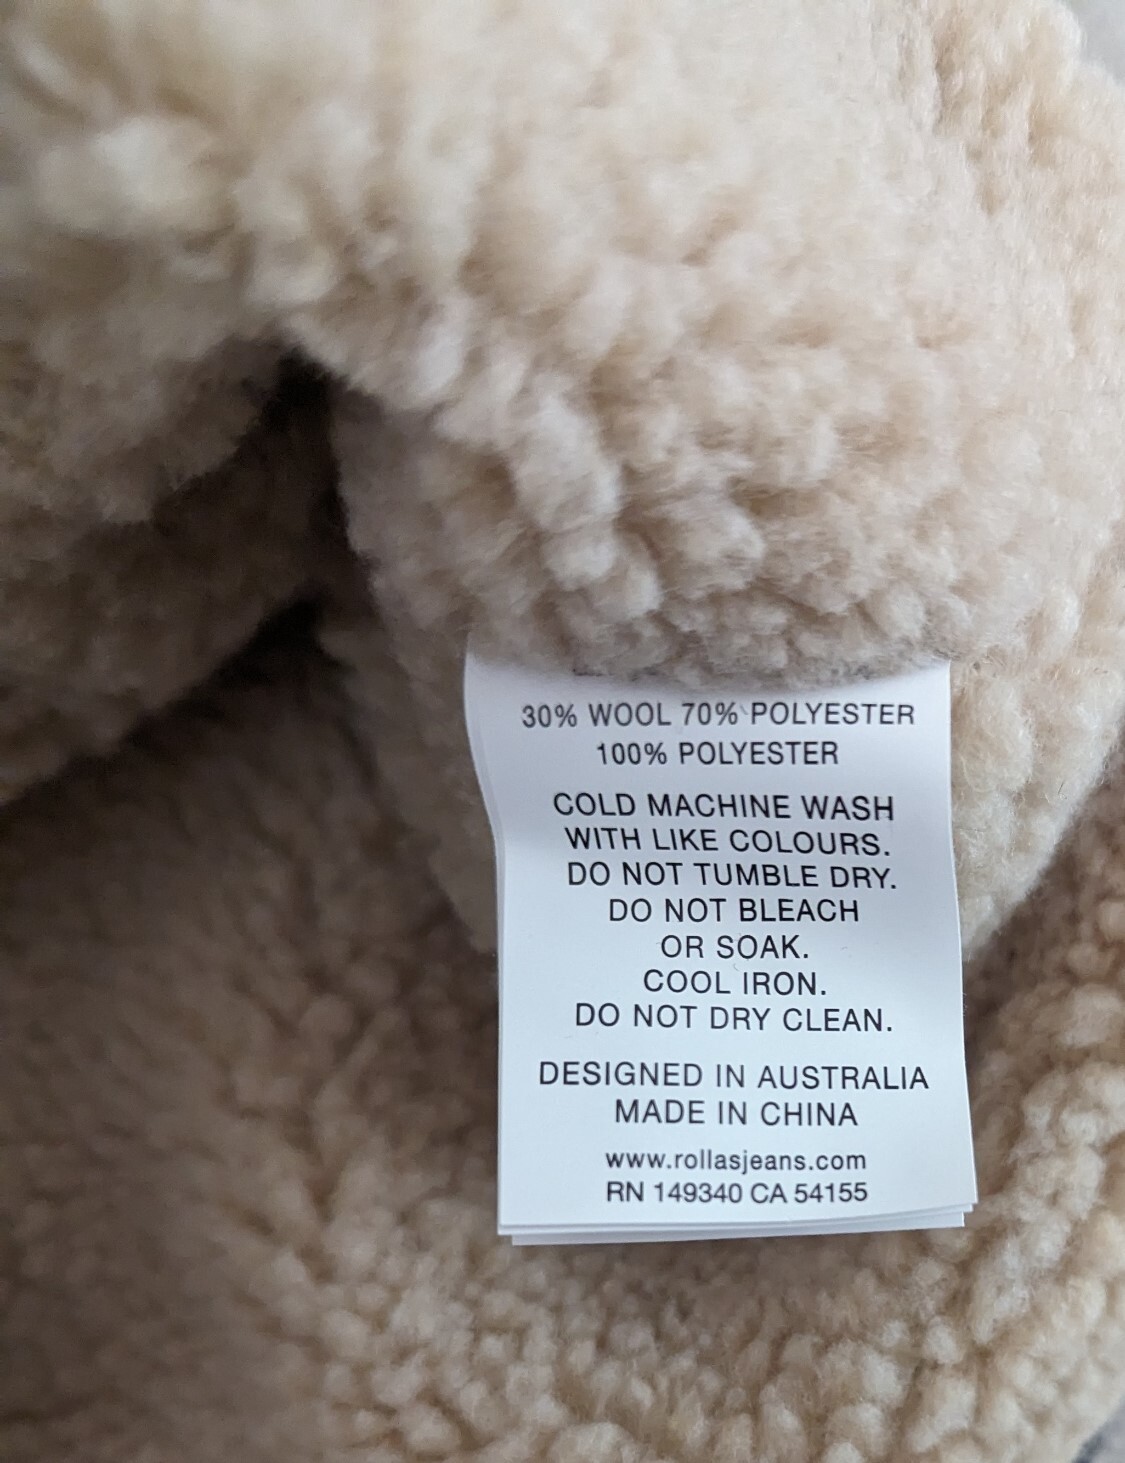 30% WOOL 70% POLYESTER
100% POLYESTER
COLD MACHINE WASH
WITH LIKE COLOURS.
DO NOT TUMBLE DRY.
DO NOT BLEACH
OR SOAK.
COOL IRON.
DO NOT DRY CLEAN.
DESIGNED IN AUSTRALIA
MADE IN CHINA
www.rollasjeans.com
RN 149340 CA 54155